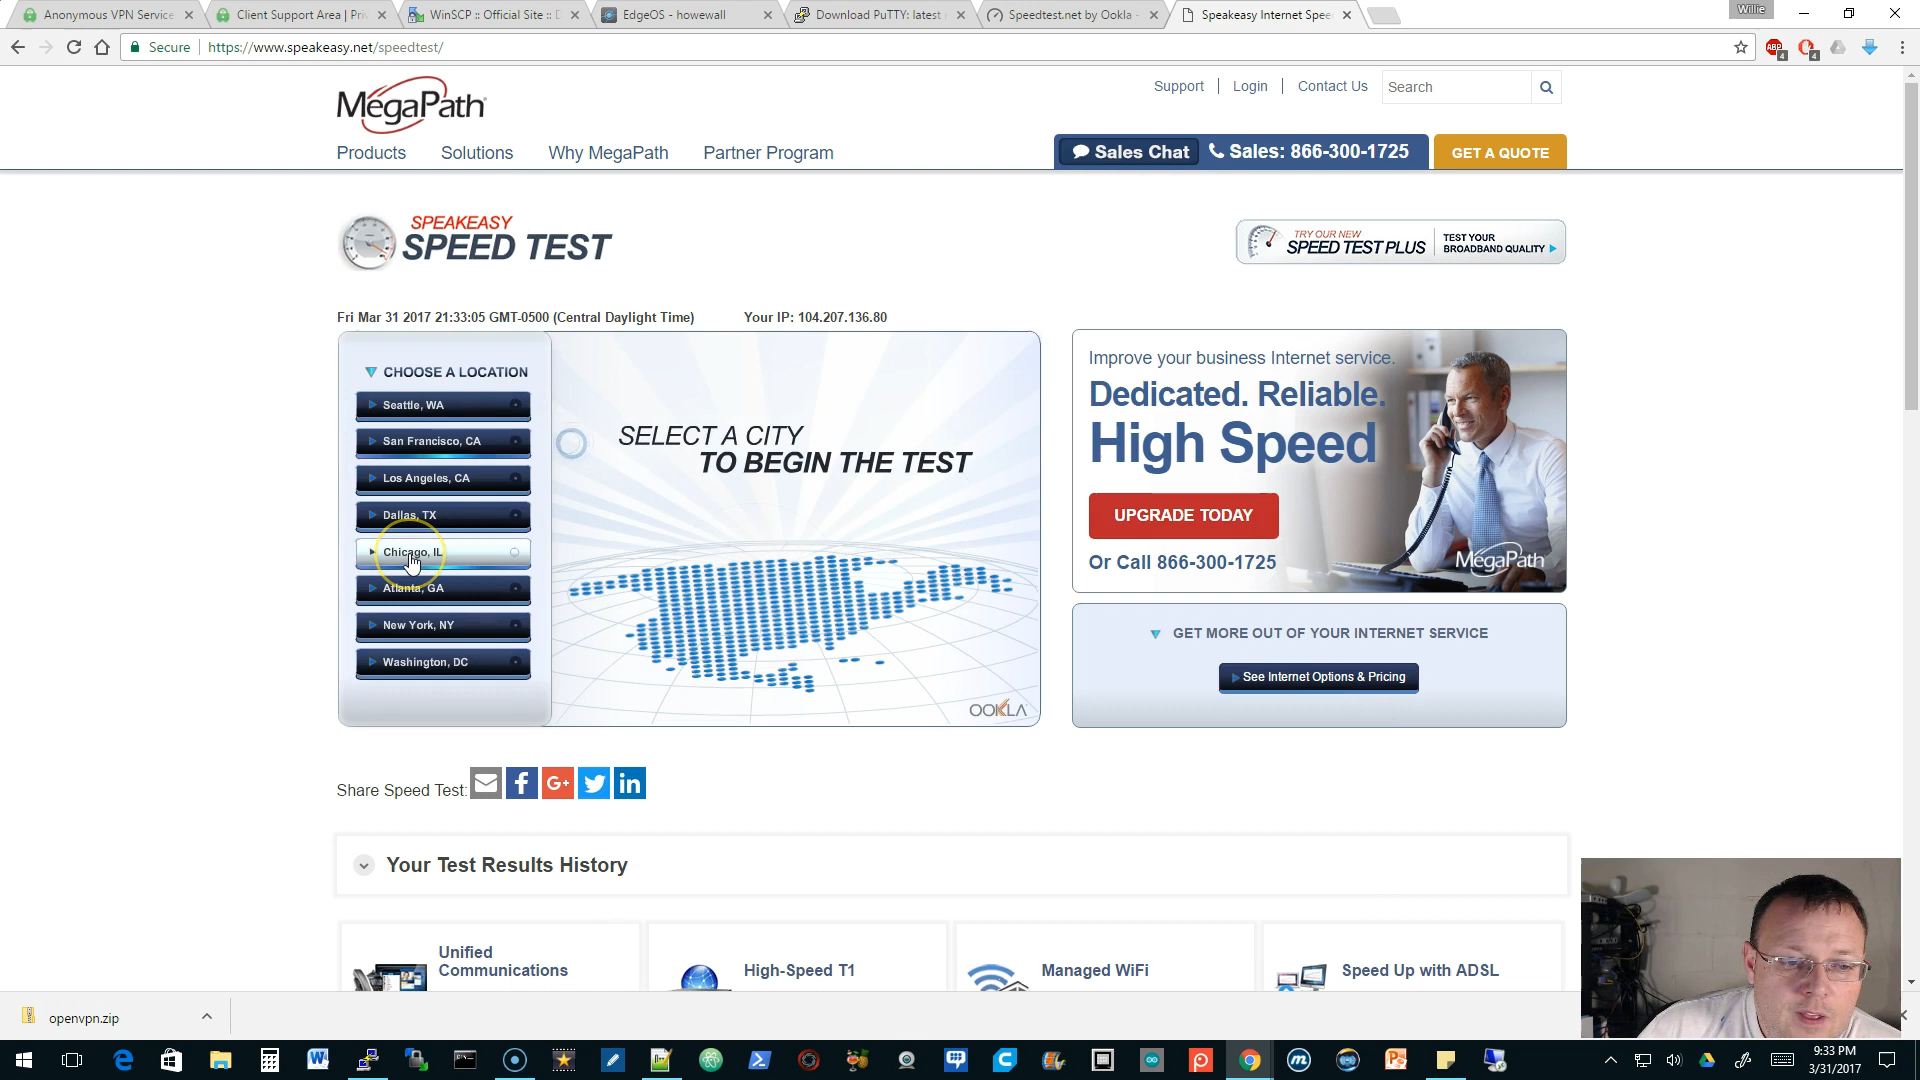 Anonymous VPN Service
Client Support Area | Pri
WinSCP :: Official Site :: D
EdgeOS - howewall
Download PuTTY: latest
Speedtest.net by Ookla -
Speakeasy Internet Spee
Willie
Secure
https://www.speakeasy.net/speedtest/
ABP
4
4
MegaPath
Support
Login
Contact Us
Search
Products
Solutions
Why MegaPath
Partner Program
Sales Chat
Sales: 866-300-1725
GET A QUOTE
SPEAKEASY
SPEED TEST
TRY OUR NEW
SPEED TEST PLUS
TEST YOUR
BROADBAND QUALITY
Fri Mar 31 2017 21:33:05 GMT-0500 (Central Daylight Time)
Your IP: 104.207.136.80
CHOOSE A LOCATION
Seattle, WA
San Francisco, CA
Los Angeles, CA
Dallas, TX
Chicago, IL
Atlanta, GA
New York, NY
Washington, DC
SELECT A CITY
TO BEGIN THE TEST
OOKLA
Improve your business Internet service.
Dedicated. Reliable.
High Speed
UPGRADE TODAY
Or Call 866-300-1725
MegaPath
GET MORE OUT OF YOUR INTERNET SERVICE
See Internet Options & Pricing
Share Speed Test:
Your Test Results History
Unified
Communications
High-Speed T1
Managed WiFi
Speed Up with ADSL
openvpn.zip
9:33 PM
3/31/2017